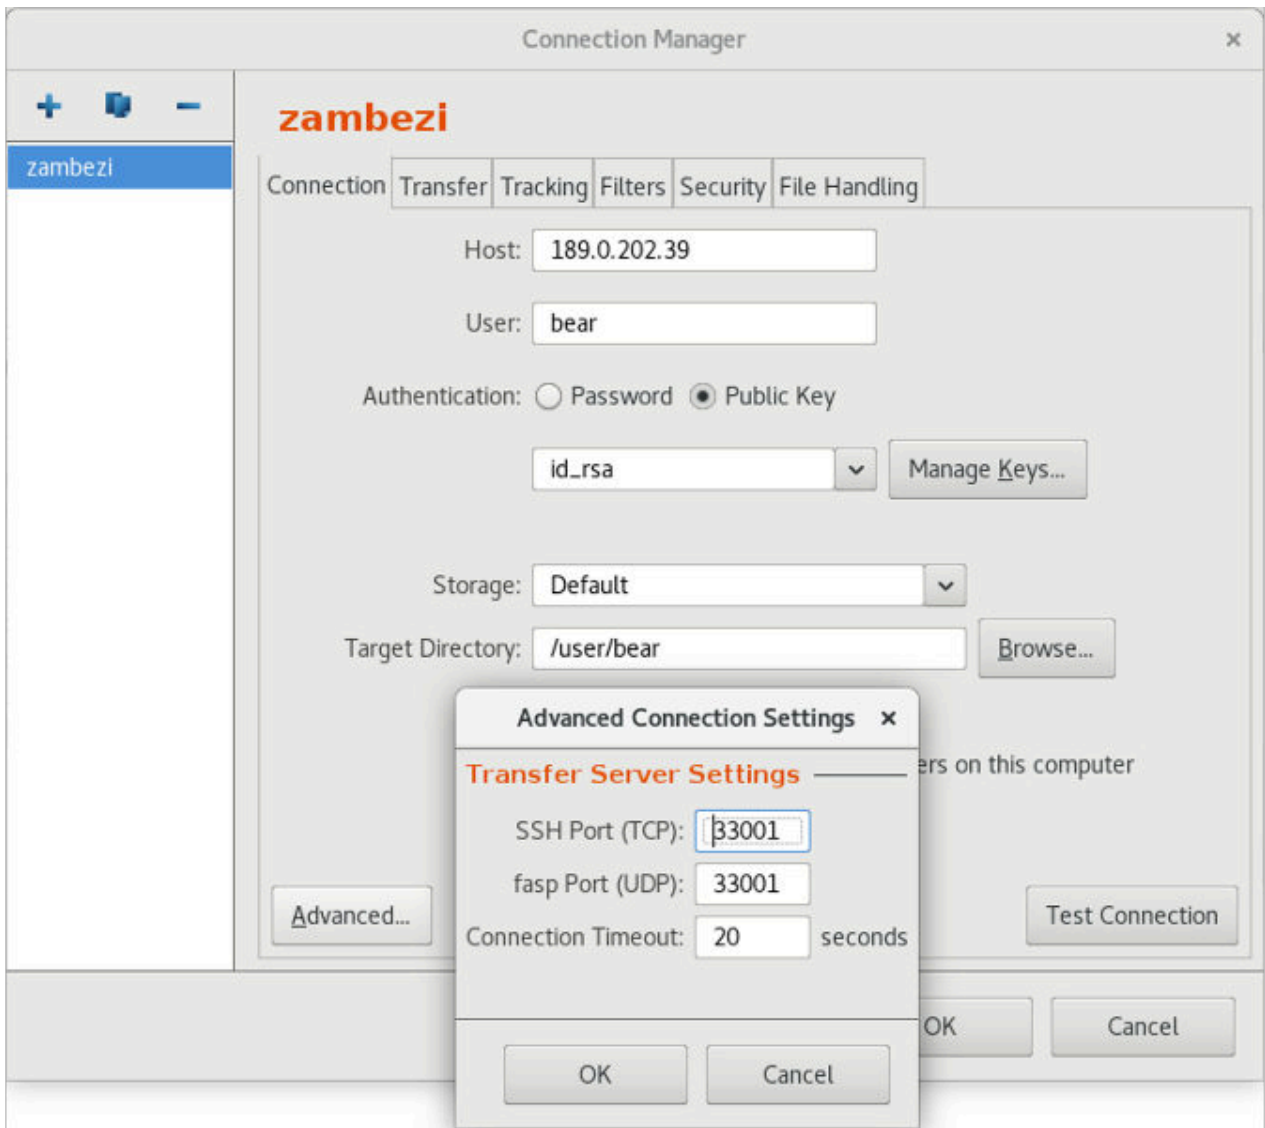 Connection Manager
zambezi
zambezi
Connection Transfer Tracking Filters Security File Handling
Host: 189.0.202.39
User: bear
Authentication: Password Public Key
id_rsa Manage Keys...
Storage: Default
Target Directory: /user/bear Browse...
Advanced Connection Settings
Transfer Server Settings
on this computer
SSH Port (TCP): 33001
fasp Port (UDP): 33001
Connection Timeout: 20 seconds
Advanced...
Test Connection
OK Cancel
OK Cancel